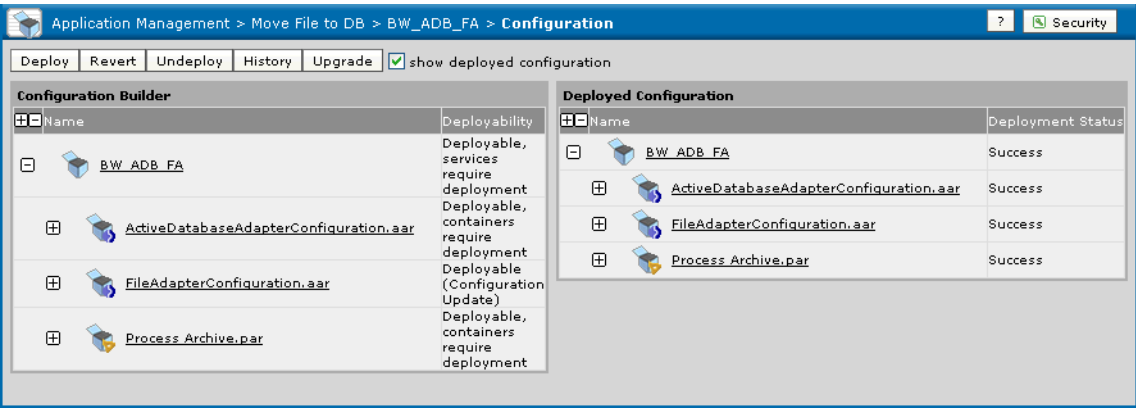 Application Management > Move File to DB > BW_ADB_FA > Configuration
? Security
Deploy Revert Undeploy History Upgrade show deployed configuration
Configuration Builder
Name Deployability
BW_ADB_FA
Deployable,
services
require
deployment
ActiveDatabaseAdapterConfiguration.aar
Deployable,
containers
require
deployment
FileAdapterConfiguration.aar
Deployable
(Configuration
Update)
Process Archive.par
Deployable,
containers
require
deployment
Deployed Configuration
Name Deployment Status
BW_ADB_FA Success
ActiveDatabaseAdapterConfiguration.aar Success
FileAdapterConfiguration.aar Success
Process Archive.par Success